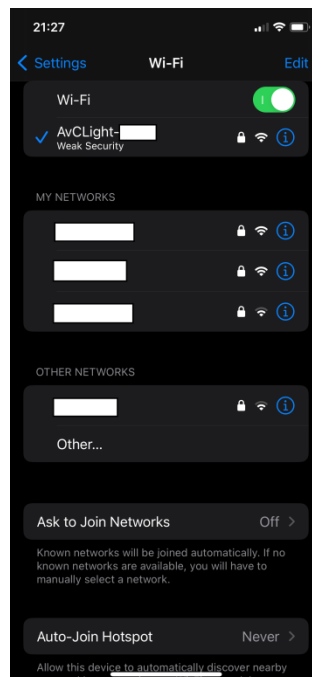 21:27
Settings Wi-Fi Edit
Wi-Fi
AvCLight-
Weak Security
MY NETWORKS
OTHER NETWORKS
Other...
Ask to Join Networks Off
Known networks will be joined automatically. If no
known networks are available, you will have to
manually select a network.
Auto-Join Hotspot Never
Allow this device to automatically discover nearby